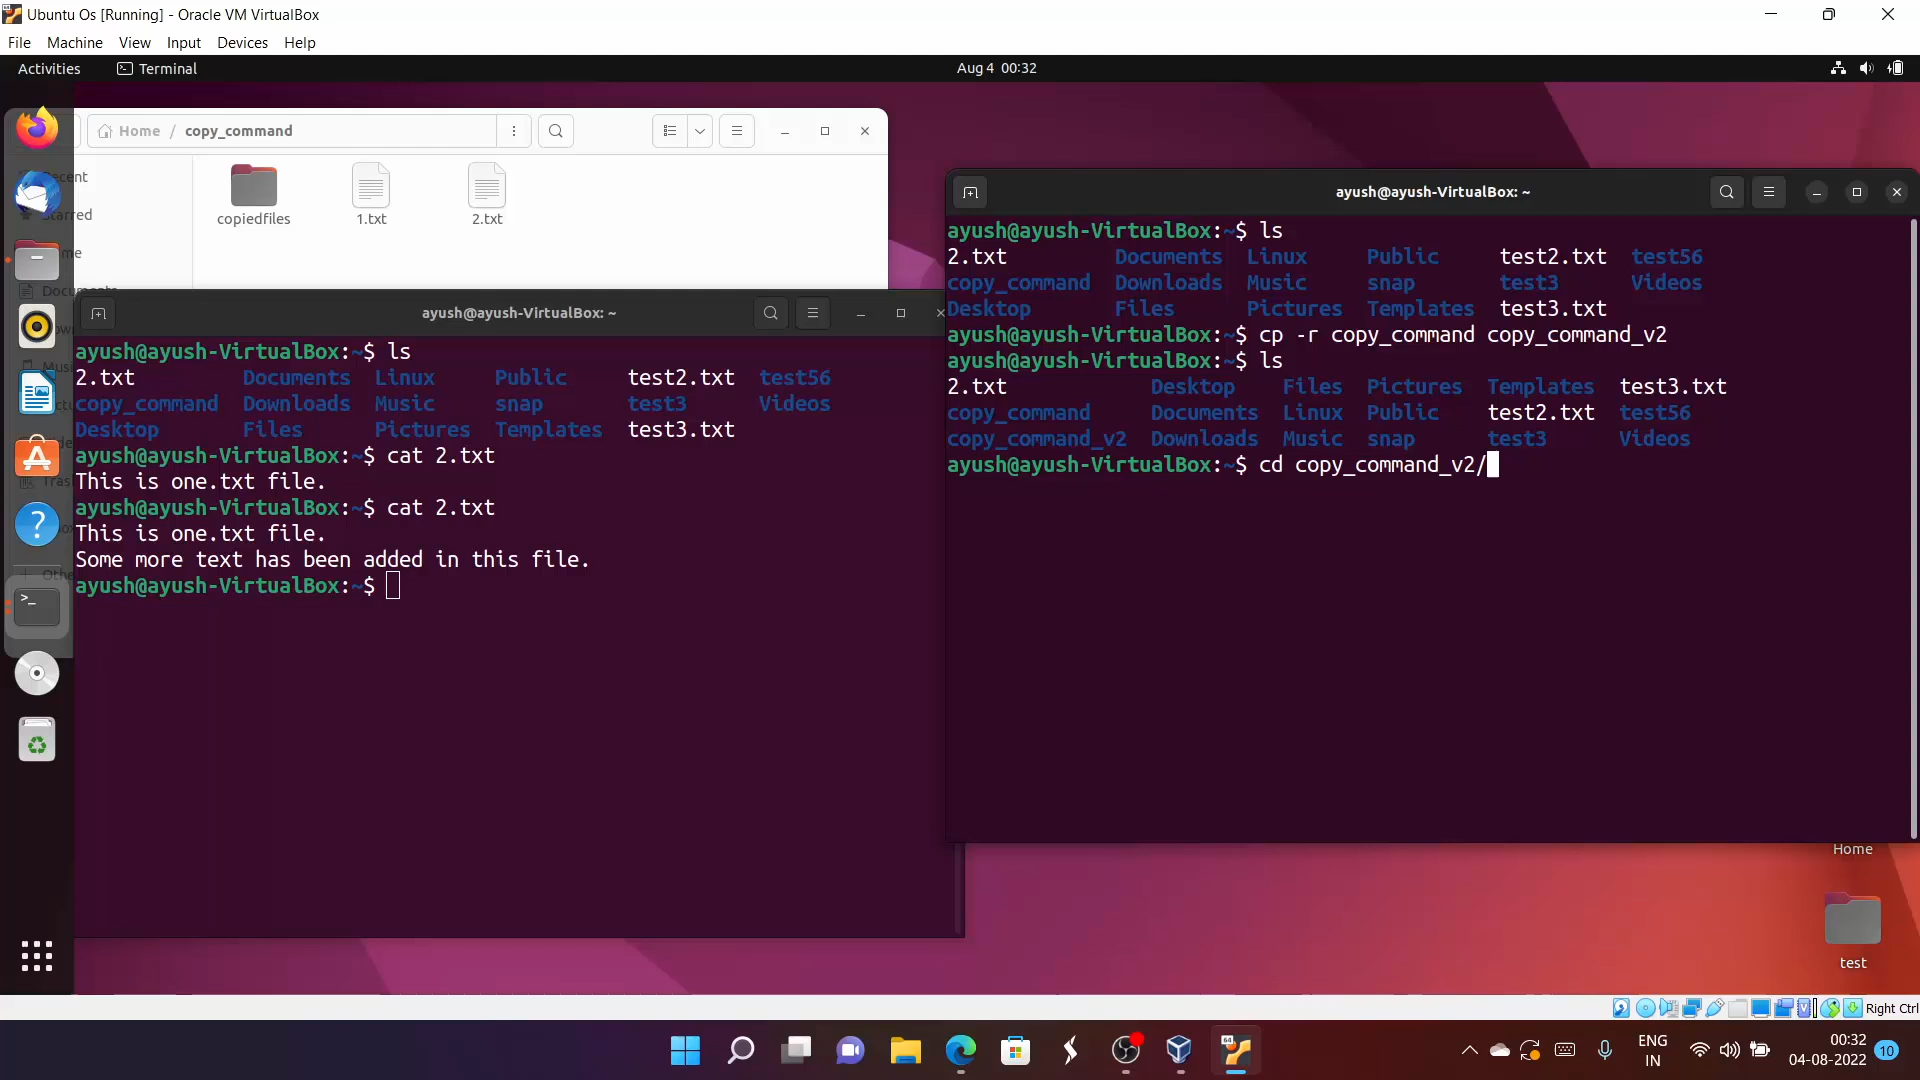 Ubuntu Os [Running] - Oracle VM VirtualBox
File Machine View Input Devices Help
Activities Terminal Aug 4 00:32
Home / copy_command
copiedfiles 1.txt 2.txt
ayush@ayush-VirtualBox: ~
ayush@ayush-VirtualBox:~$ ls
2.txt Documents Linux Public test2.txt test56
copy_command Downloads Music snap test3 Videos
Desktop Files Pictures Templates test3.txt
ayush@ayush-VirtualBox:~$ cat 2.txt
This is one.txt file.
ayush@ayush-VirtualBox:~$ cat 2.txt
This is one.txt file.
Some more text has been added in this file.
ayush@ayush-VirtualBox:~$
ayush@ayush-VirtualBox: ~
ayush@ayush-VirtualBox:~$ ls
2.txt Documents Linux Public test2.txt test56
copy_command Downloads Music snap test3 Videos
Desktop Files Pictures Templates test3.txt
ayush@ayush-VirtualBox:~$ cp -r copy_command copy_command_v2
ayush@ayush-VirtualBox:~$ ls
2.txt Desktop Files Pictures Templates test3.txt
copy_command Documents Linux Public test2.txt test56
copy_command_v2 Downloads Music snap test3 Videos
ayush@ayush-VirtualBox:~$ cd copy_command_v2/
Home
test
Right Ctrl
ENG
IN
00:32
04-08-2022
10